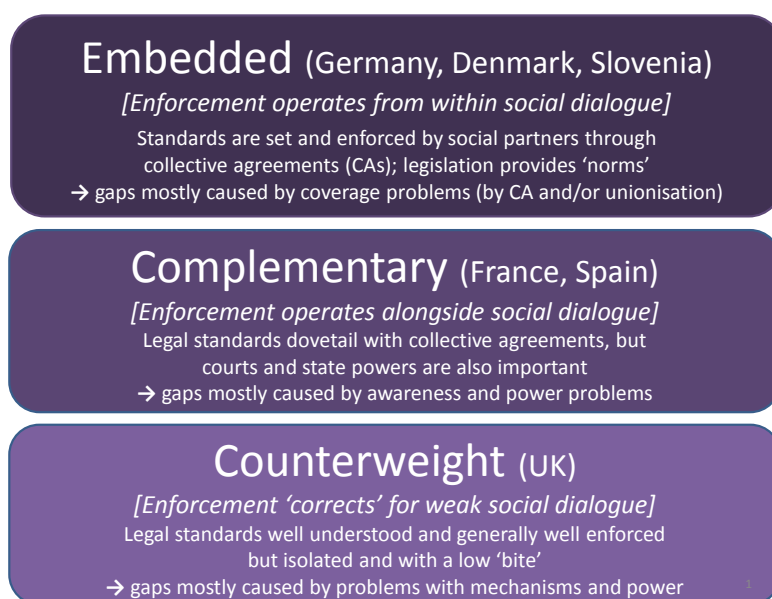 Embedded (Germany, Denmark, Slovenia)
[Enforcement operates from within social dialogue]
Standards are set and enforced by social partners through
collective agreements (CAs); legislation provides ‘norms’
→ gaps mostly caused by coverage problems (by CA and/or unionisation)
Complementary (France, Spain)
[Enforcement operates alongside social dialogue]
Legal standards dovetail with collective agreements, but
courts and state powers are also important
→ gaps mostly caused by awareness and power problems
Counterweight (UK)
[Enforcement ‘corrects’ for weak social dialogue]
Legal standards well understood and generally well enforced
but isolated and with a low ‘bite’
→ gaps mostly caused by problems with mechanisms and power
1